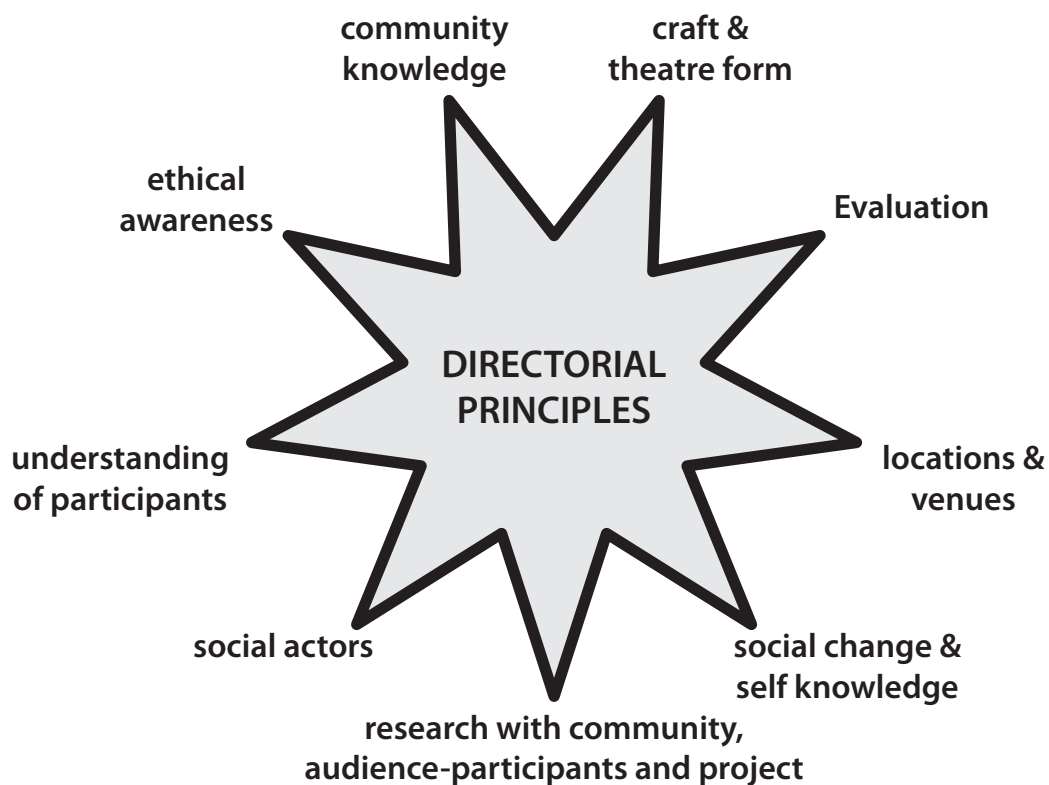 community
knowledge
craft &
theatre form
ethical
awareness
Evaluation
DIRECTORIAL
PRINCIPLES
understanding
of participants
locations &
venues
social actors
social change &
self knowledge
research with community,
audience-participants and project